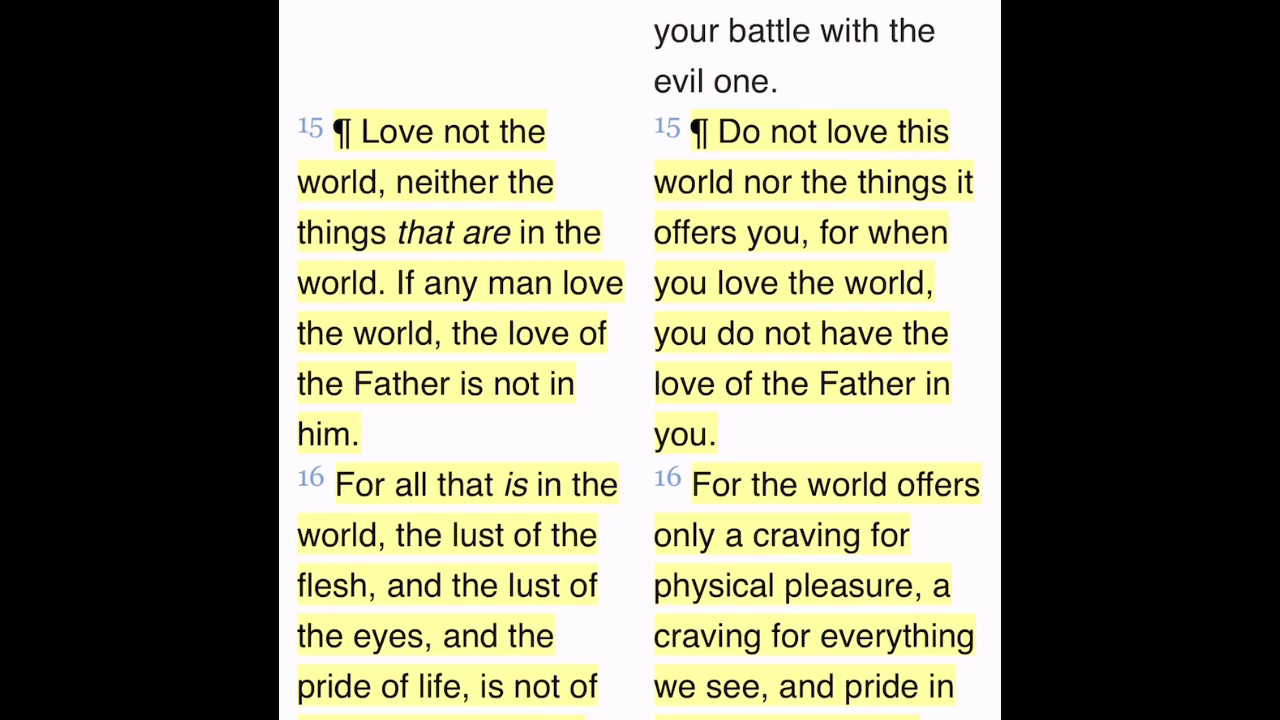 your battle with the
evil one.
15 ¶ Love not the
world, neither the
things that are in the
world. If any man love
the world, the love of
the Father is not in
him.
16 For all that is in the
world, the lust of the
flesh, and the lust of
the eyes, and the
pride of life, is not of
15 ¶ Do not love this
world nor the things it
offers you, for when
you love the world,
you do not have the
love of the Father in
you.
16 For the world offers
only a craving for
physical pleasure, a
craving for everything
we see, and pride in